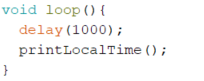 void loop(){
  delay(1000);
  printLocalTime();
}